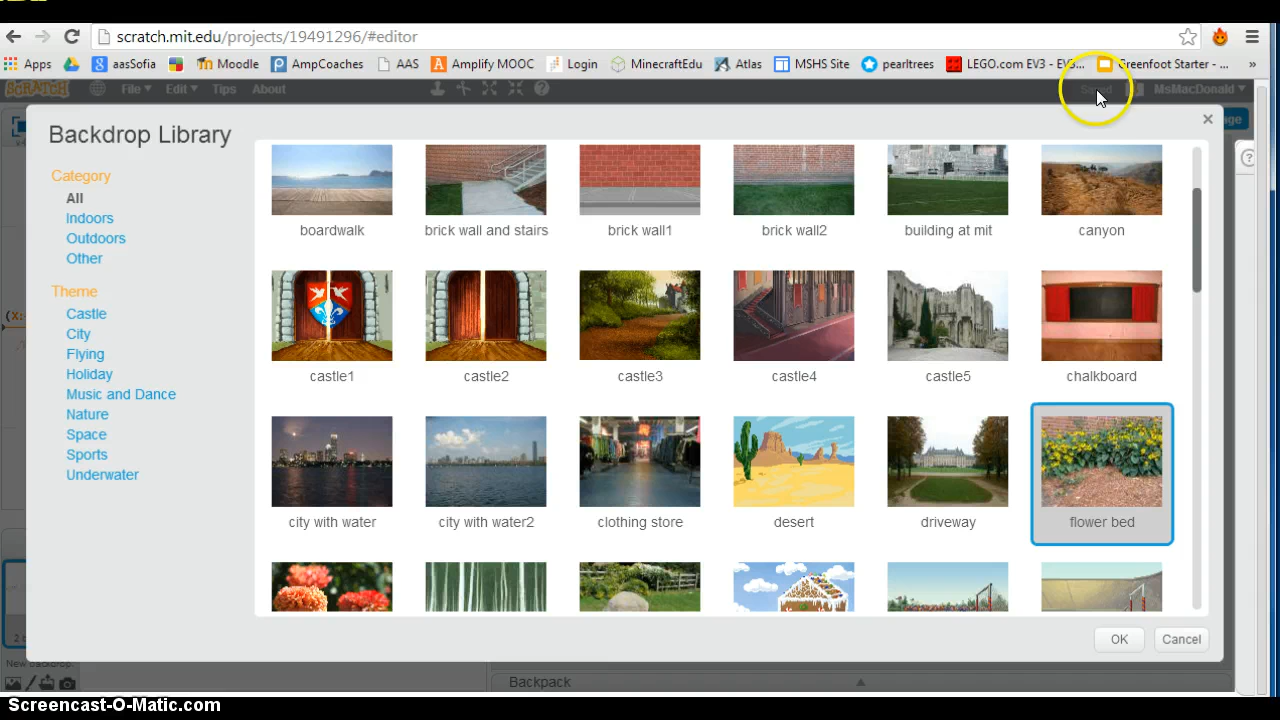 scratch.mit.edu/projects/19491296/#editor
Apps aasSofia Moodle AmpCoaches AAS Amplify MOOC Login MinecraftEdu Atlas MSHS Site pearltrees LEGO.com EV3 - EV3... Greenfoot Starter - ... »
SCRATCH File Edit Tips About Saved MsMacDonald
Backdrop Library
Category
All
Indoors
Outdoors
Other
Theme
Castle
City
Flying
Holiday
Music and Dance
Nature
Space
Sports
Underwater
boardwalk brick wall and stairs brick wall1 brick wall2 building at mit canyon
castle1 castle2 castle3 castle4 castle5 chalkboard
city with water city with water2 clothing store desert driveway flower bed
OK Cancel
New backdrop:
Backpack
Screencast-O-Matic.com